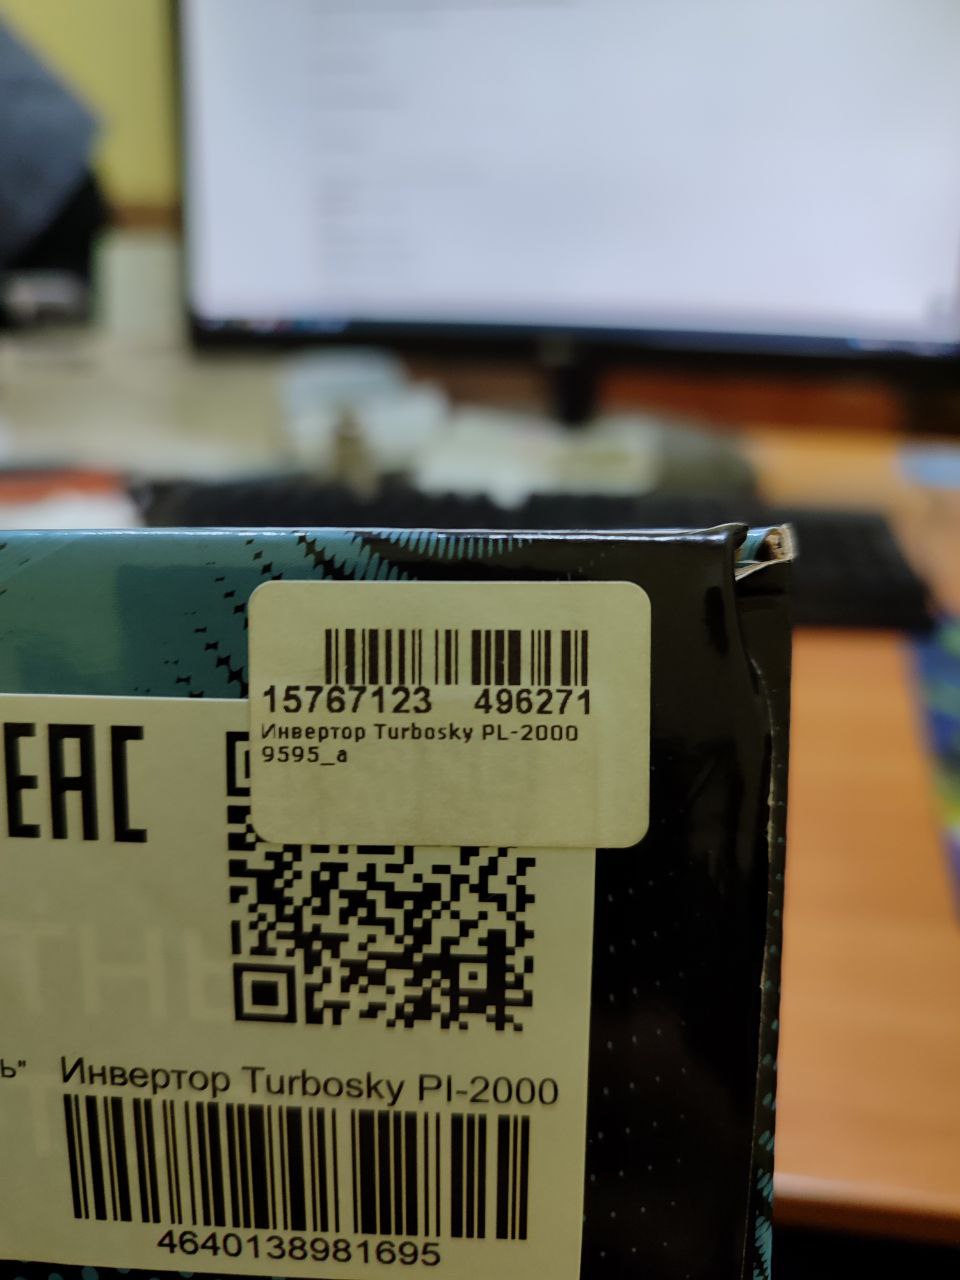 15767123 496271
Инвертор Turbosky PL-2000
9595_a
EAC
ь"
Инвертор Turbosky PI-2000
4640138981695